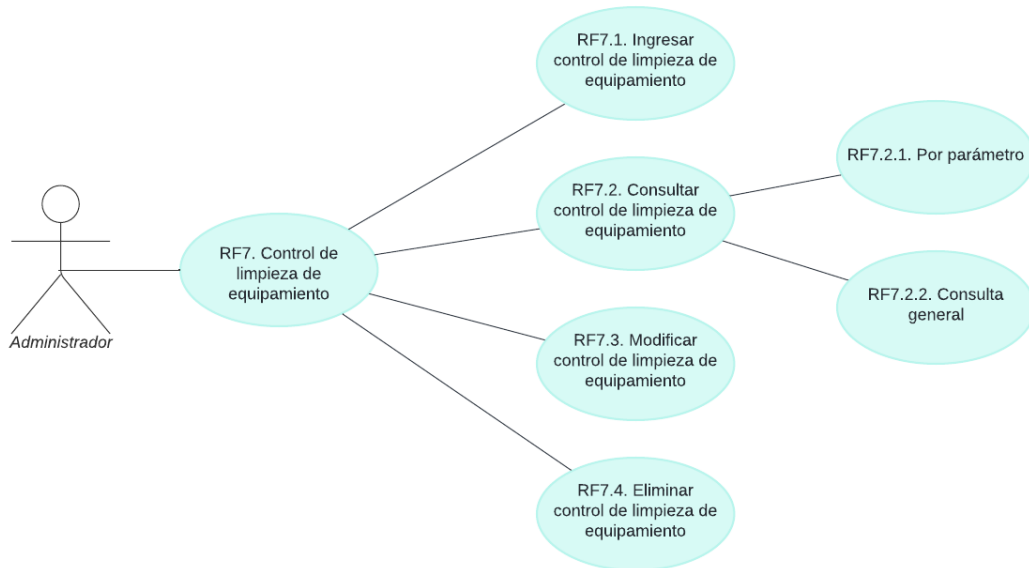 RF7.1. Ingresar
control de limpieza de
equipamiento
RF7.2.1. Por parámetro
RF7.2. Consultar
control de limpieza de
equipamiento
RF7. Control de
limpieza de
equipamiento
RF7.2.2. Consulta
general
Administrador
RF7.3. Modificar
control de limpieza de
equipamiento
RF7.4. Eliminar
control de limpieza de
equipamiento